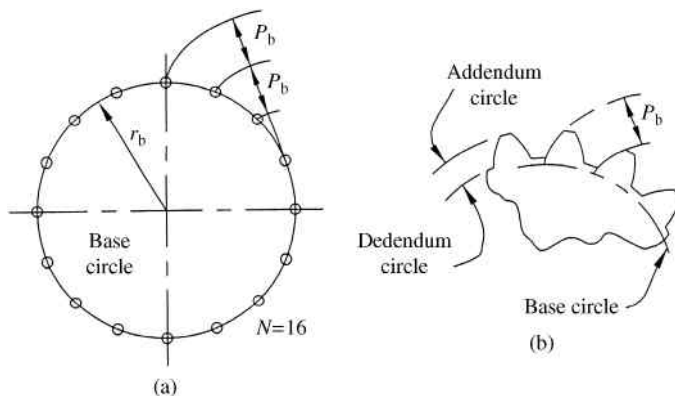 P_b
P_b
r_b
Base
circle
N=16
(a)
Addendum
circle
P_b
Dedendum
circle
Base circle
(b)